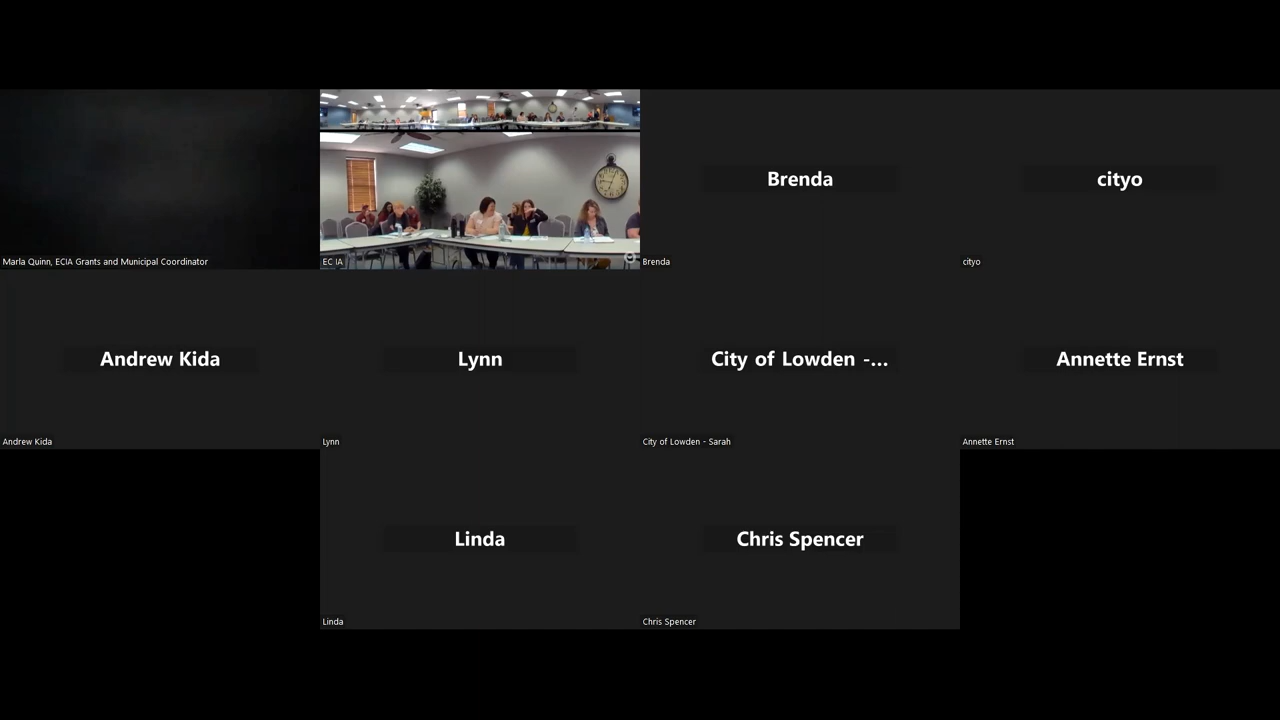 Marla Quinn, ECIA Grants and Municipal Coordinator
EC IA
Brenda
Brenda
cityo
cityo
Andrew Kida
Andrew Kida
Lynn
Lynn
City of Lowden -...
City of Lowden - Sarah
Annette Ernst
Annette Ernst
Linda
Linda
Chris Spencer
Chris Spencer